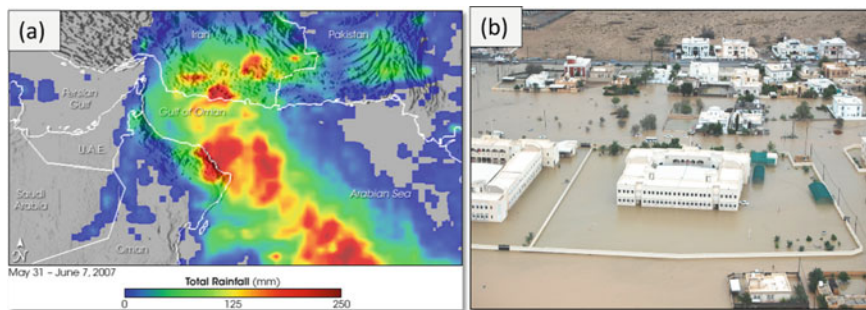 (a)
Iran
Pakistan
Persian
Gulf
Gulf of Oman
U.A.E.
Saudi
Arabia
Arabian Sea
Oman
N
May 31 – June 7, 2007
Total Rainfall (mm)
0 125 250
(b)